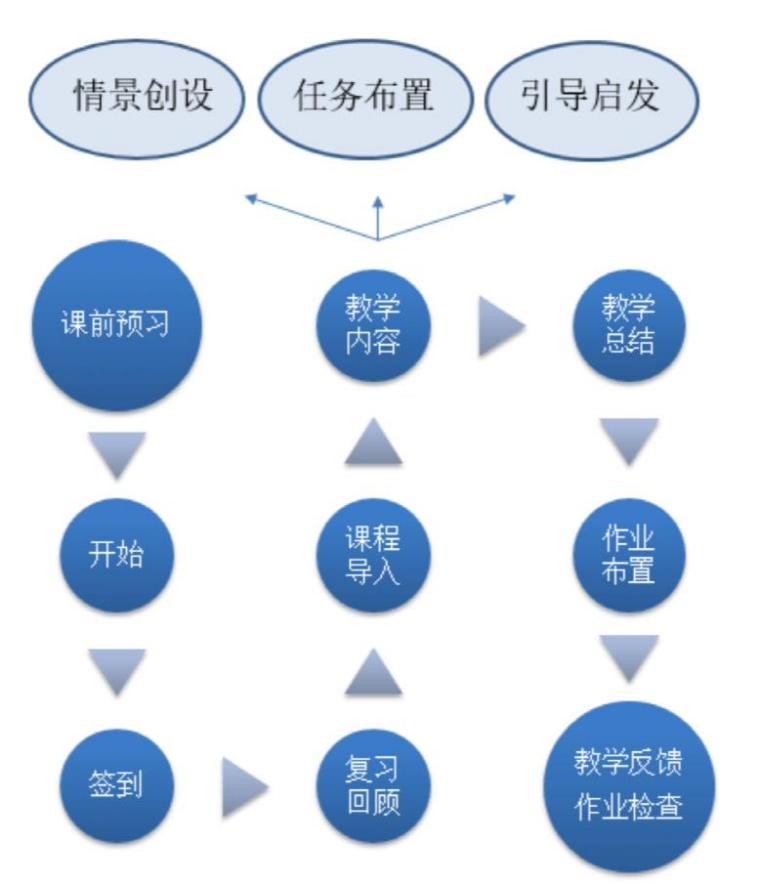 情景创设
任务布置
引导启发
课前预习
开始
签到
复习
回顾
课程
导入
教学
内容
教学
总结
作业
布置
教学反馈
作业检查